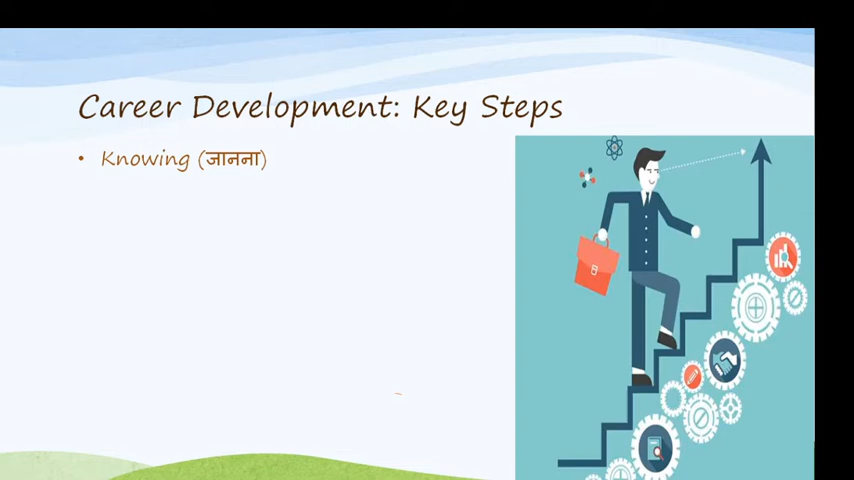 Career Development: Key Steps
• Knowing (जानना)